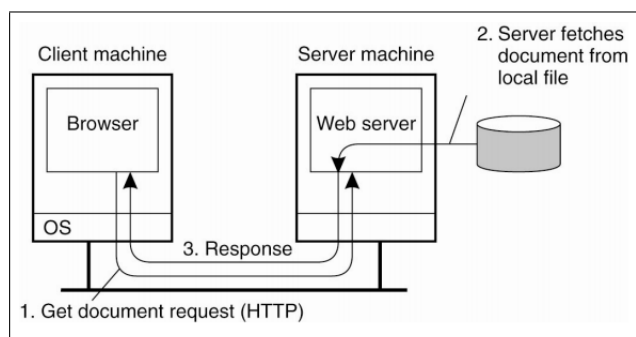 Client machine
Server machine
2. Server fetches
document from
local file
Browser
Web server
OS
3. Response
1. Get document request (HTTP)